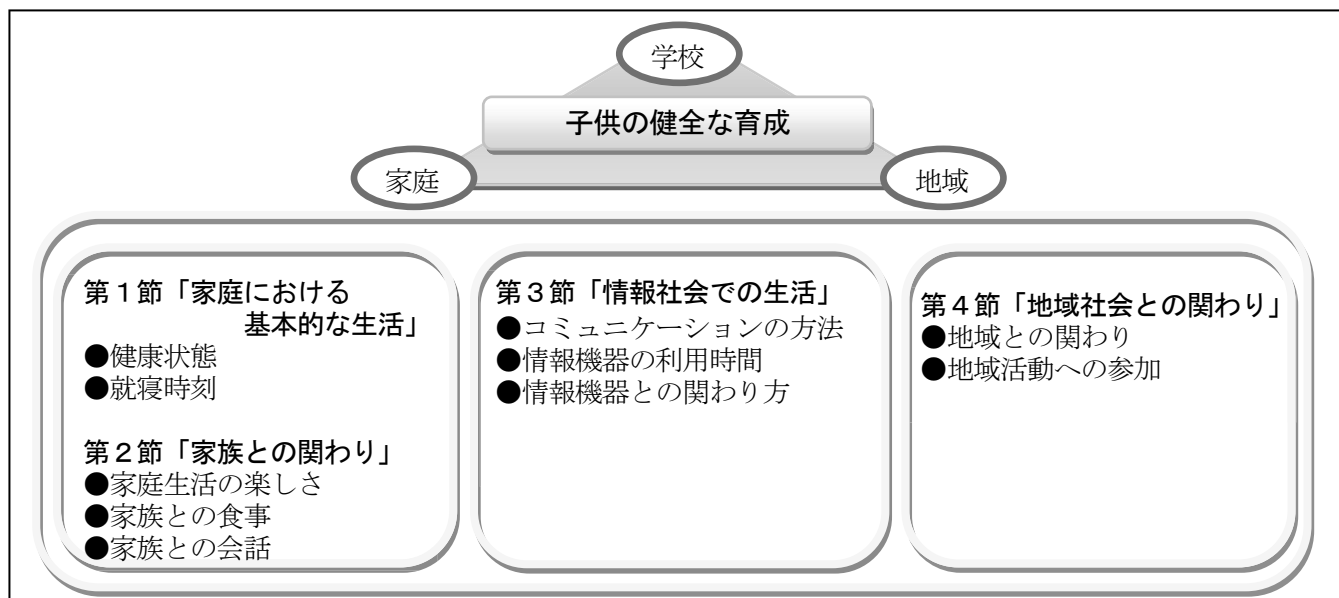 学校
子供の健全な育成
家庭
地域
第１節「家庭における
基本的な生活」
●健康状態
●就寝時刻
第２節「家族との関わり」
●家庭生活の楽しさ
●家族との食事
●家族との会話
第３節「情報社会での生活」
●コミュニケーションの方法
●情報機器の利用時間
●情報機器との関わり方
第４節「地域社会との関わり」
●地域との関わり
●地域活動への参加